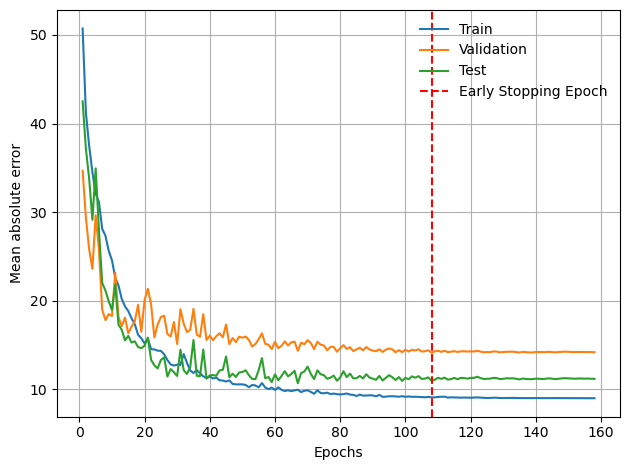 Mean absolute error
50
40
30
20
10
Train
Validation
Test
Early Stopping Epoch
0 20 40 60 80 100 120 140 160
Epochs